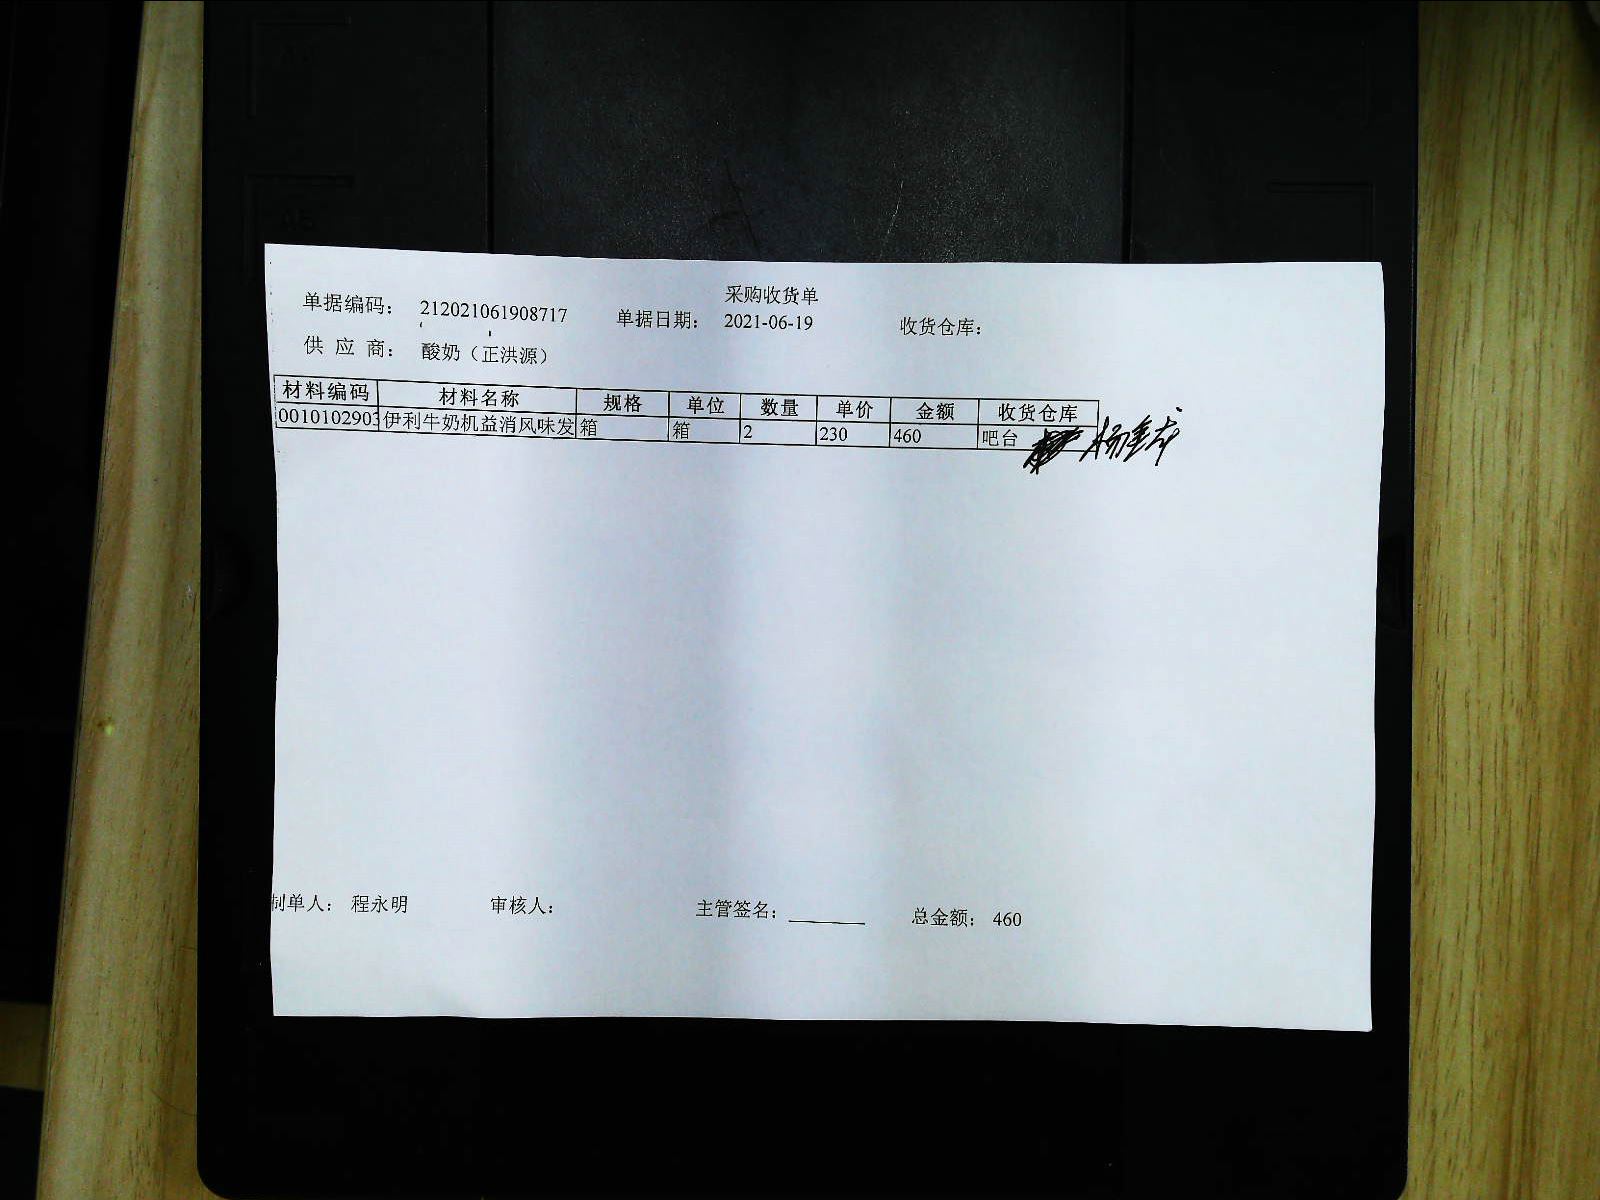 采购收货单
单据编码： 212021061908717 单据日期： 2021-06-19 收货仓库：
供 应 商： 酸奶（正洪源）
材料编码 材料名称 规格 单位 数量 单价 金额 收货仓库
0010102903 伊利牛奶机益消风味发 箱 箱 2 230 460 吧台
制单人： 程永明 审核人： 主管签名： 总金额： 460